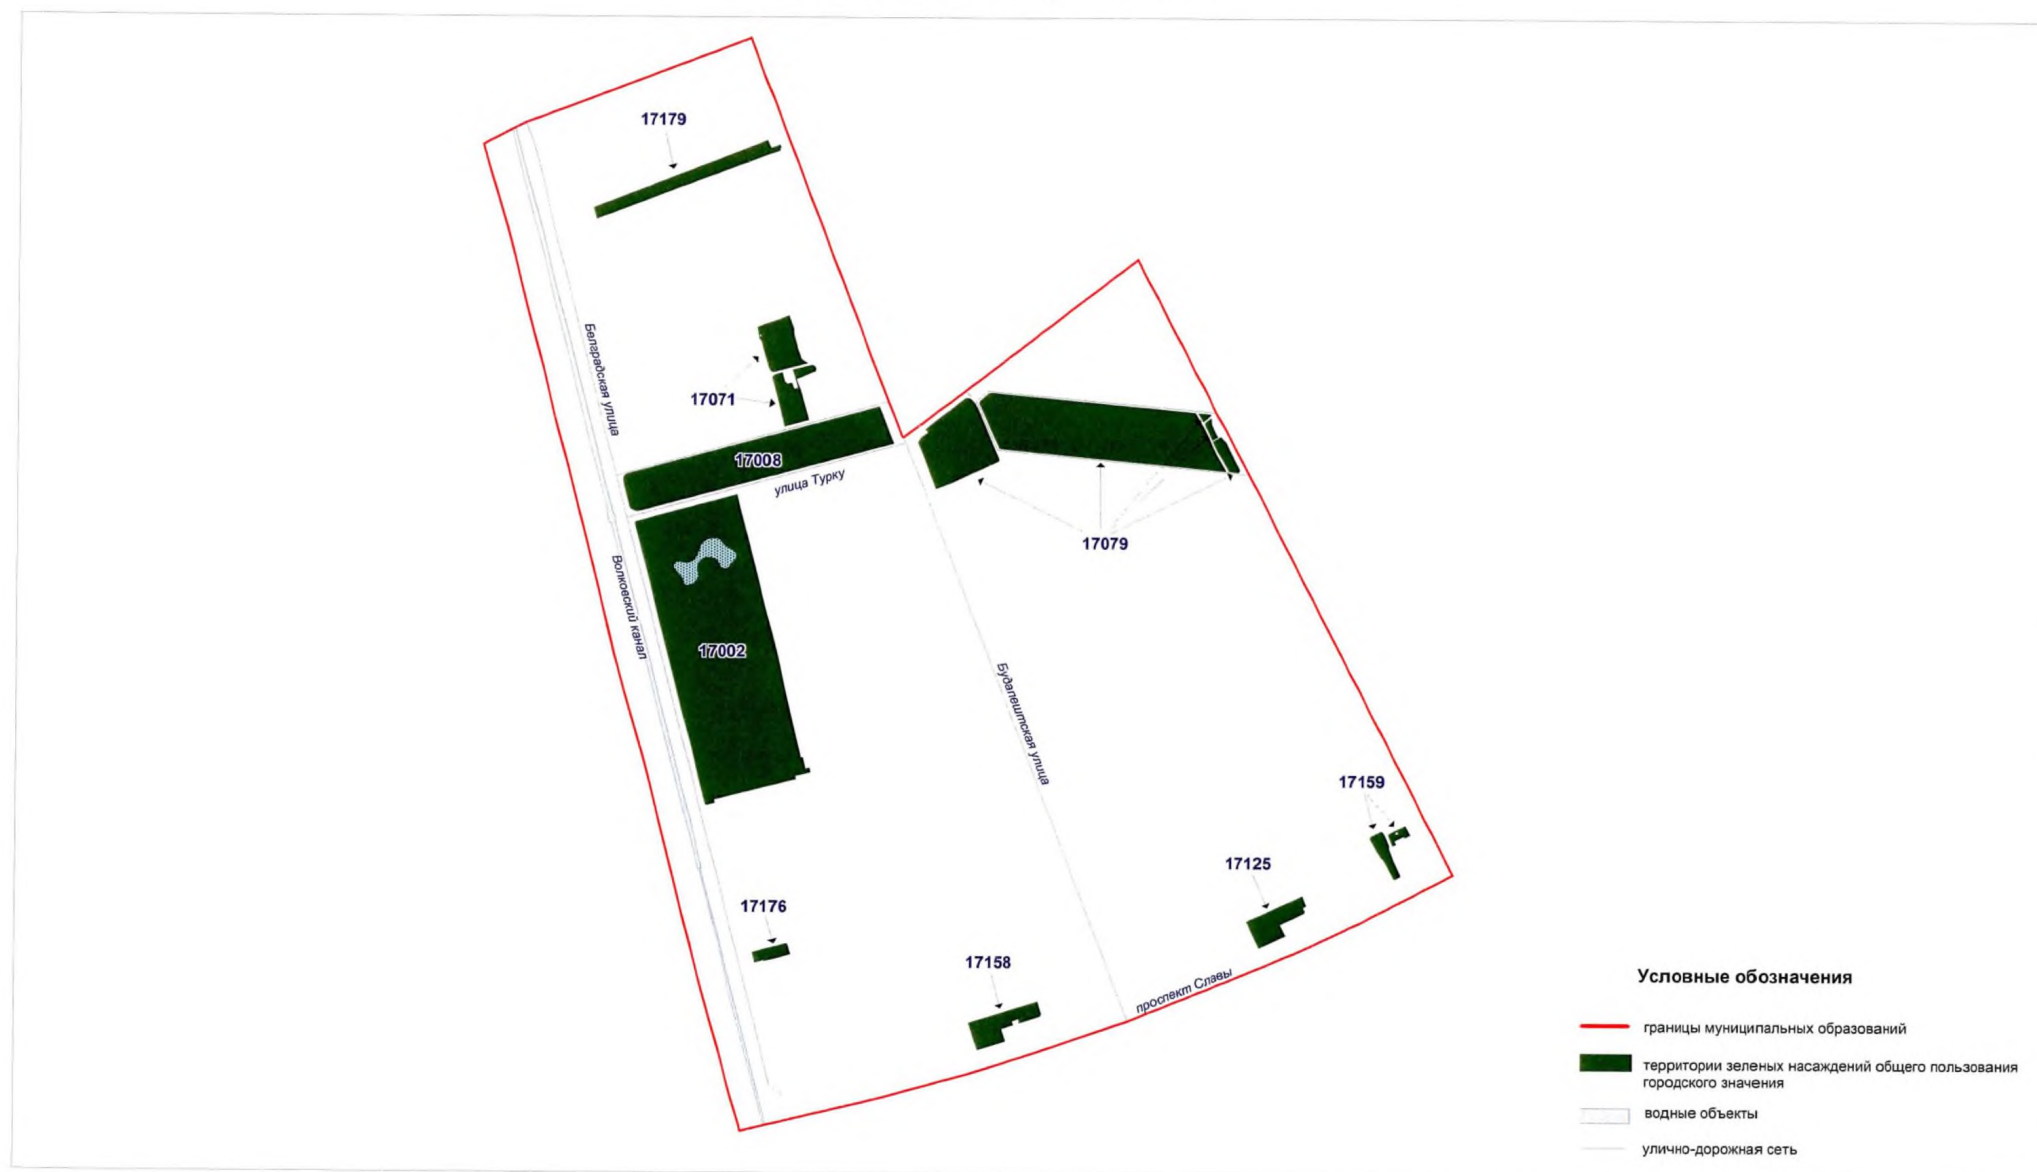 17179
Белградская улица
17071
17008
улица Турку
17079
Волковский канал
17002
Будапештская улица
17159
17125
17176
17158
проспект Славы
Условные обозначения
границы муниципальных образований
территории зеленых насаждений общего пользования
городского значения
водные объекты
улично-дорожная сеть